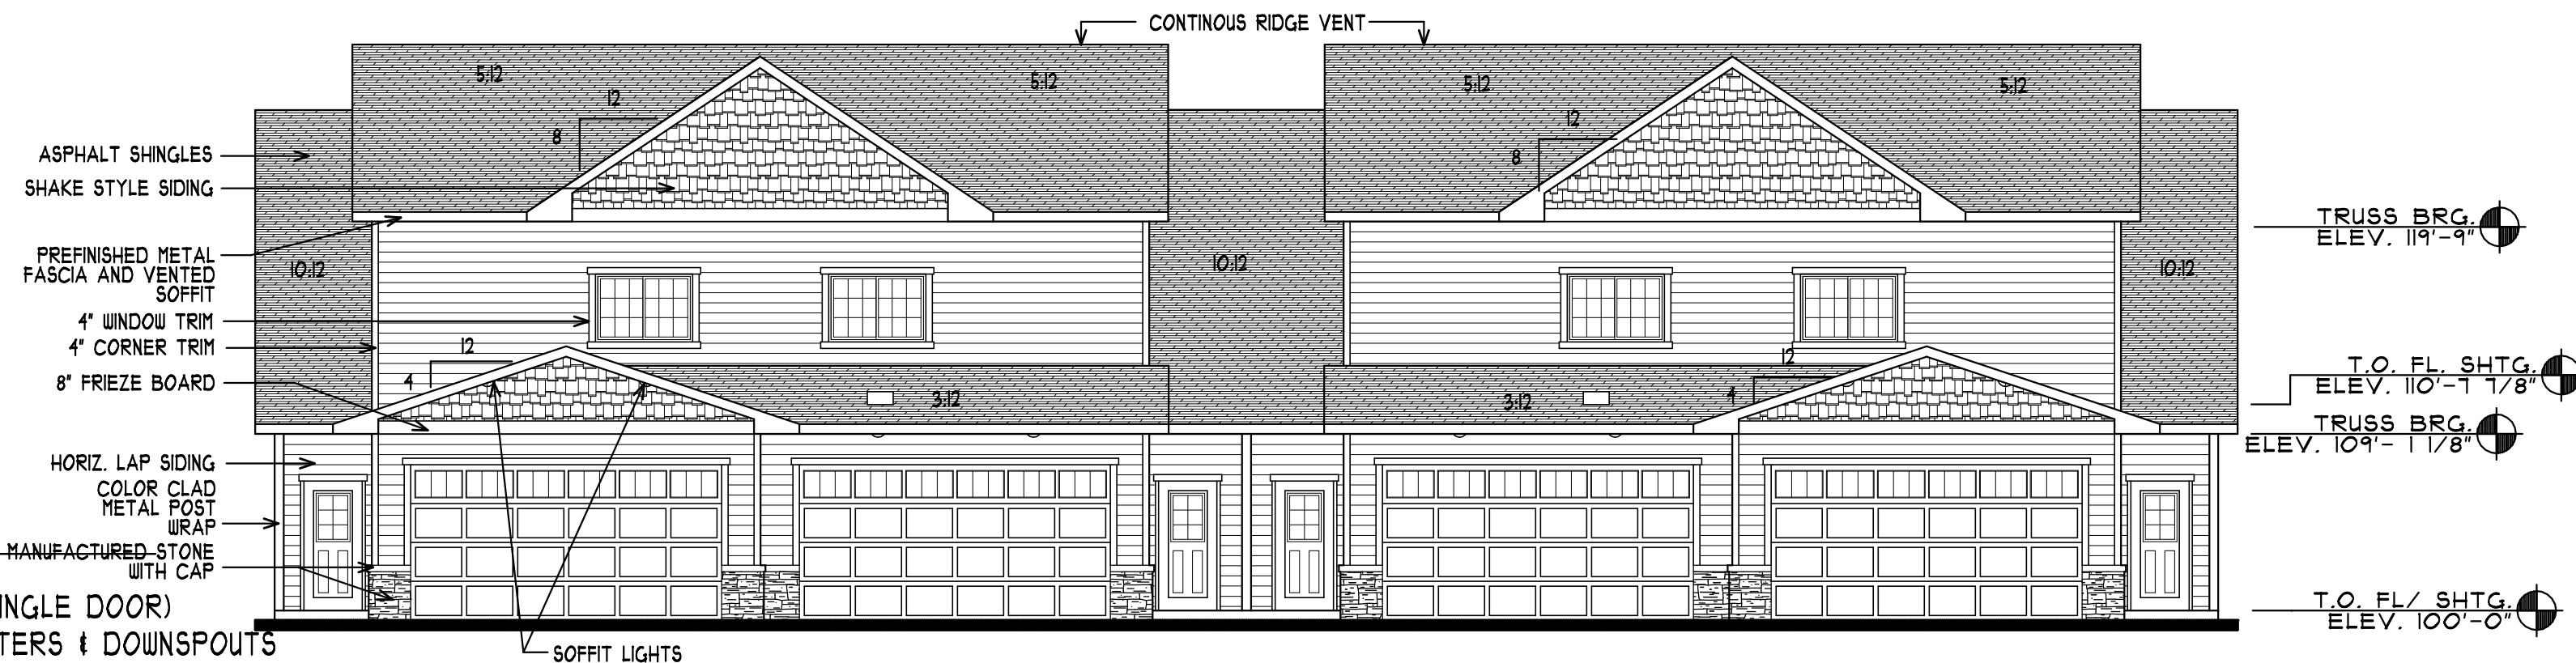 CONTINOUS RIDGE VENT
5:12
5:12
5:12
5:12
12
8
12
8
ASPHALT SHINGLES
SHAKE STYLE SIDING
PREFINISHED METAL
FASCIA AND VENTED
SOFFIT
10:12
10:12
10:12
TRUSS BRG.
ELEV. 119'-9"
4" WINDOW TRIM
4" CORNER TRIM
8" FRIEZE BOARD
12
4
3:12
3:12
12
4
T.O. FL. SHTG.
ELEV. 110'-7 7/8"
TRUSS BRG.
ELEV. 109'- 1 1/8"
HORIZ. LAP SIDING
COLOR CLAD
METAL POST
WRAP
MANUFACTURED STONE
WITH CAP
INGLE DOOR)
TERS & DOWNSPOUTS
SOFFIT LIGHTS
T.O. FL/ SHTG.
ELEV. 100'-0"